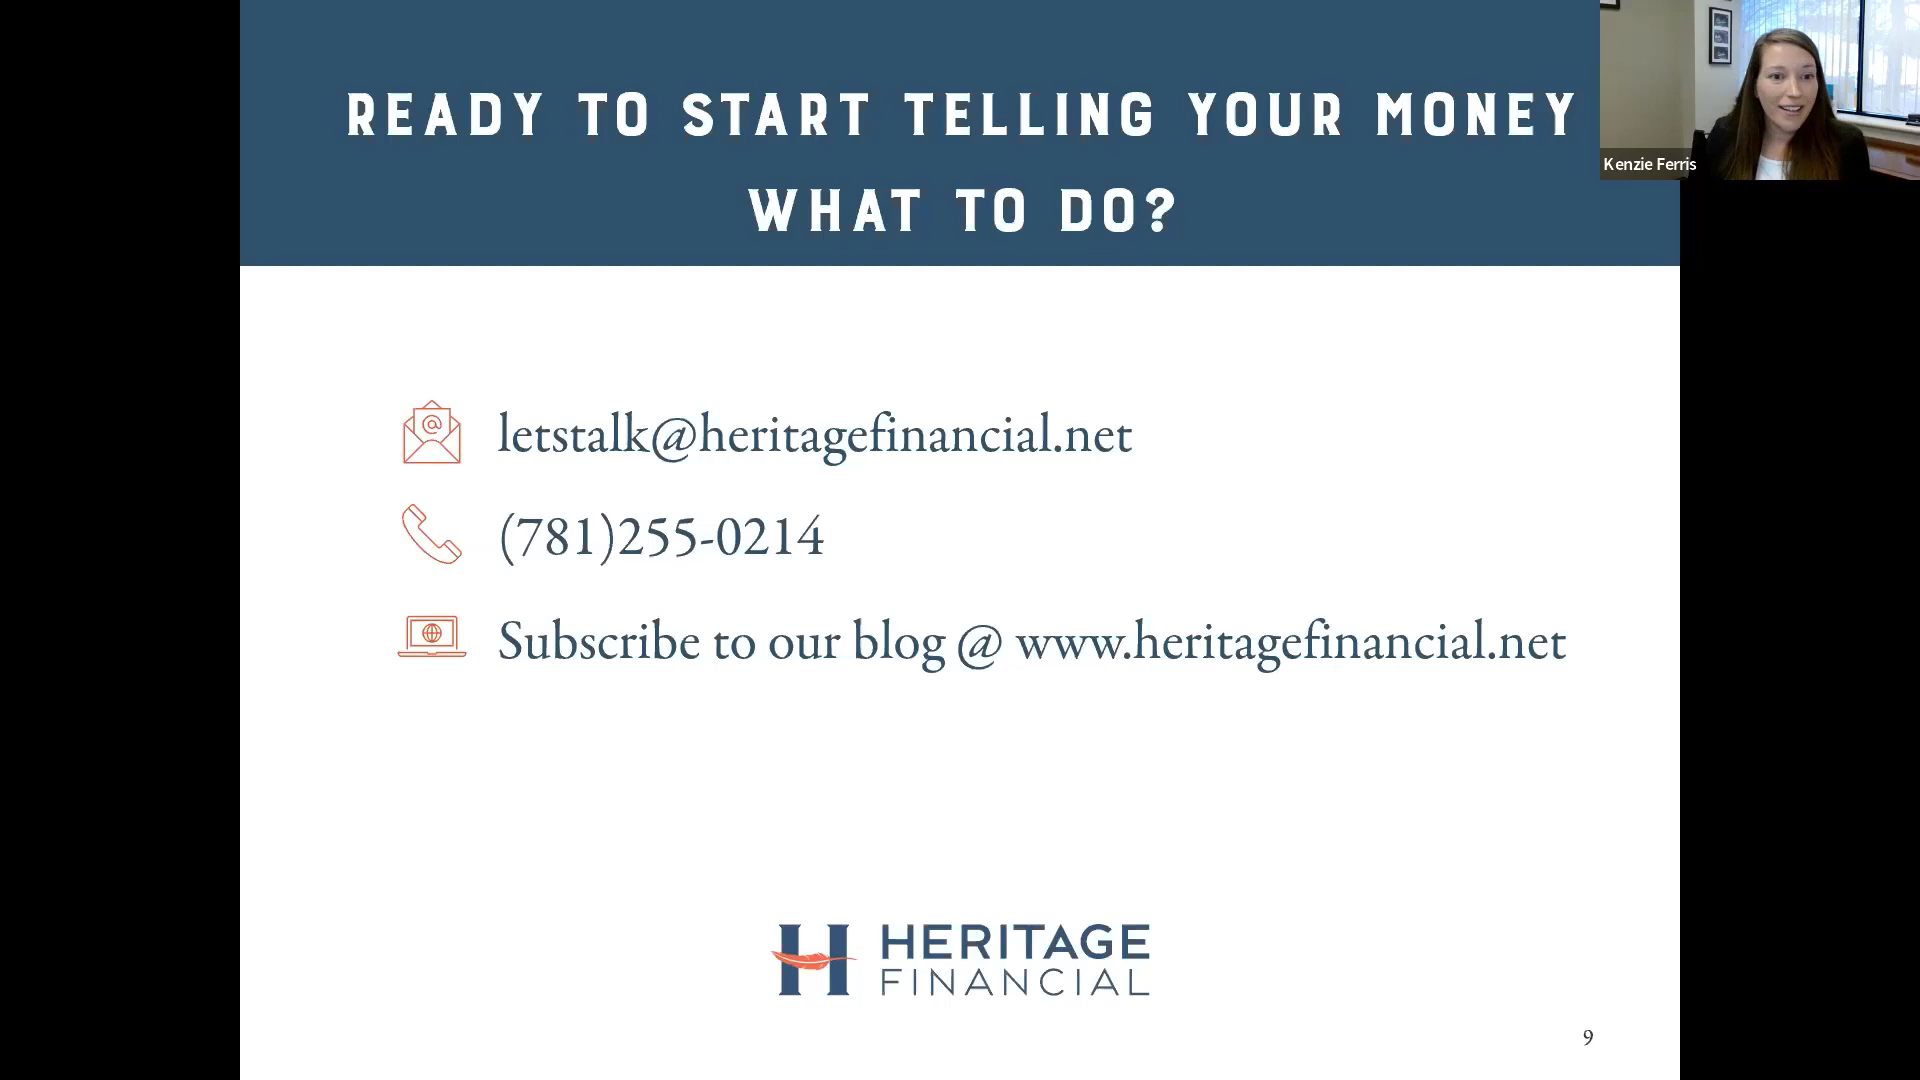 READY TO START TELLING YOUR MONEY
WHAT TO DO?
Kenzie Ferris
@
letstalk@heritagefinancial.net
(781)255-0214
Subscribe to our blog @ www.heritagefinancial.net
H HERITAGE
FINANCIAL
9